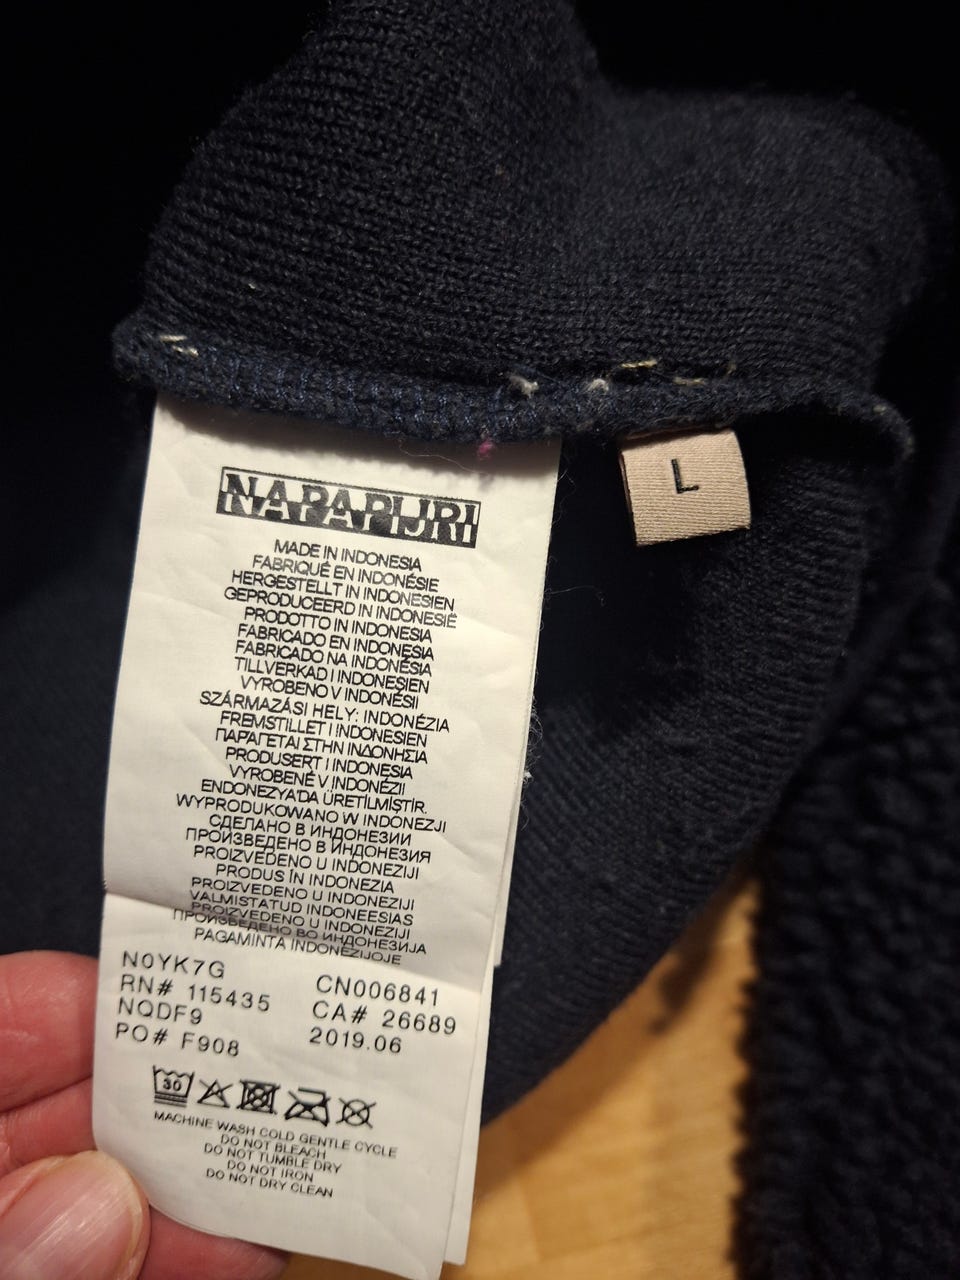 NAPAPIJRI
L
MADE IN INDONESIA
FABRIQUÉ EN INDONÉSIE
HERGESTELLT IN INDONESIEN
GEPRODUCEERD IN INDONESIË
PRODOTTO IN INDONESIA
FABRICADO EN INDONESIA
FABRICADO NA INDONÉSIA
TILLVERKAD I INDONESIEN
VYROBENO V INDONÉSII
SZÁRMAZÁSI HELY: INDONÉZIA
FREMSTILLET I INDONESIEN
ΠΑΡΑΓΕΤΑΙ ΣΤΗΝ ΙΝΔΟΝΗΣΙΑ
PRODUSERT I INDONESIA
VYROBENÉ V INDONÉZII
ENDONEZYA'DA ÜRETİLMİSTİR.
WYPRODUKOWANO W INDONEZJI
СДЕЛАНО В ИНДОНЕЗИИ
ПРОИЗВЕДЕНО В ИНДОНЕЗИЯ
PROIZVEDENO U INDONEZIJI
PRODUS ÎN INDONEZIA
PROIZVEDENO U INDONEZIJI
VALMISTATUD INDONEESIAS
PROIZVEDENO U INDONEZIJI
ПРОИЗВЕДЕНО ВО ИНДОНЕЗИЈА
PAGAMINTA INDONEZIJOJE
N0YK7G CN006841
RN# 115435 CA# 26689
NQDF9 2019.06
PO# F908
30
MACHINE WASH COLD GENTLE CYCLE
DO NOT BLEACH
DO NOT TUMBLE DRY
DO NOT IRON
DO NOT DRY CLEAN